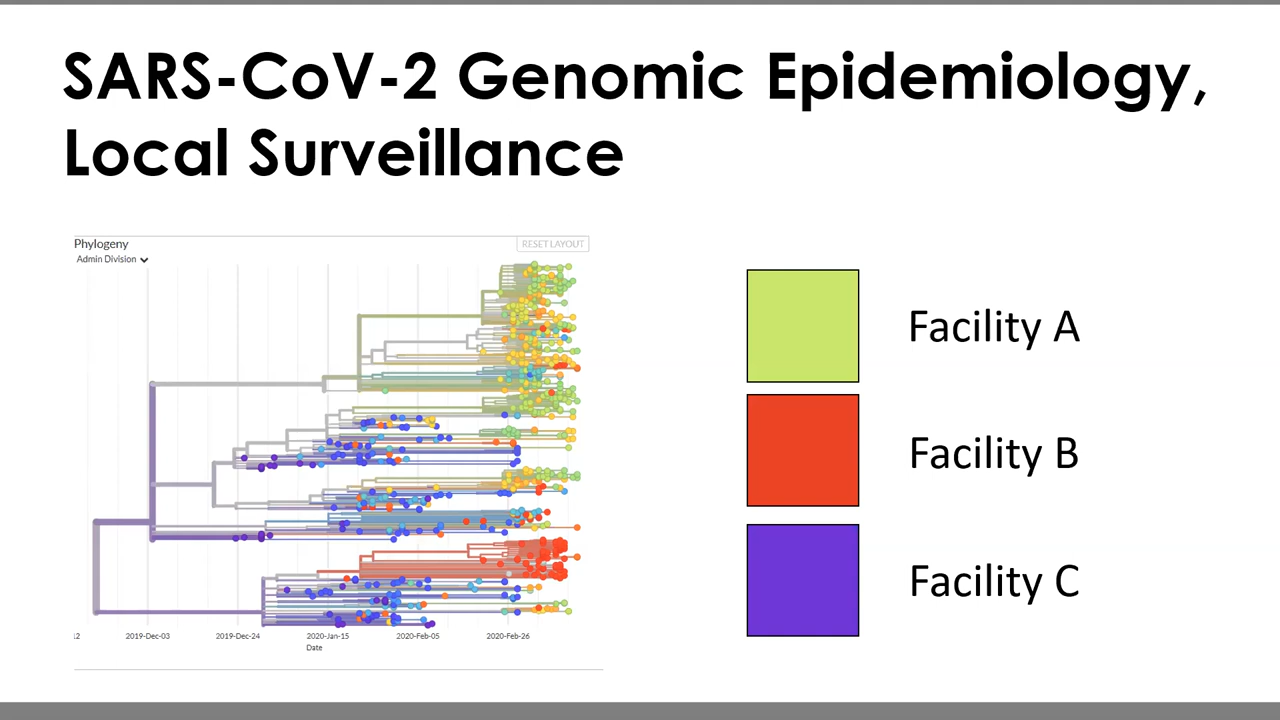 SARS-CoV-2 Genomic Epidemiology,
Local Surveillance
Phylogeny
RESET LAYOUT
Admin Division
Facility A
Facility B
Facility C
12 2019-Dec-03 2019-Dec-24 2020-Jan-15 2020-Feb-05 2020-Feb-26
Date